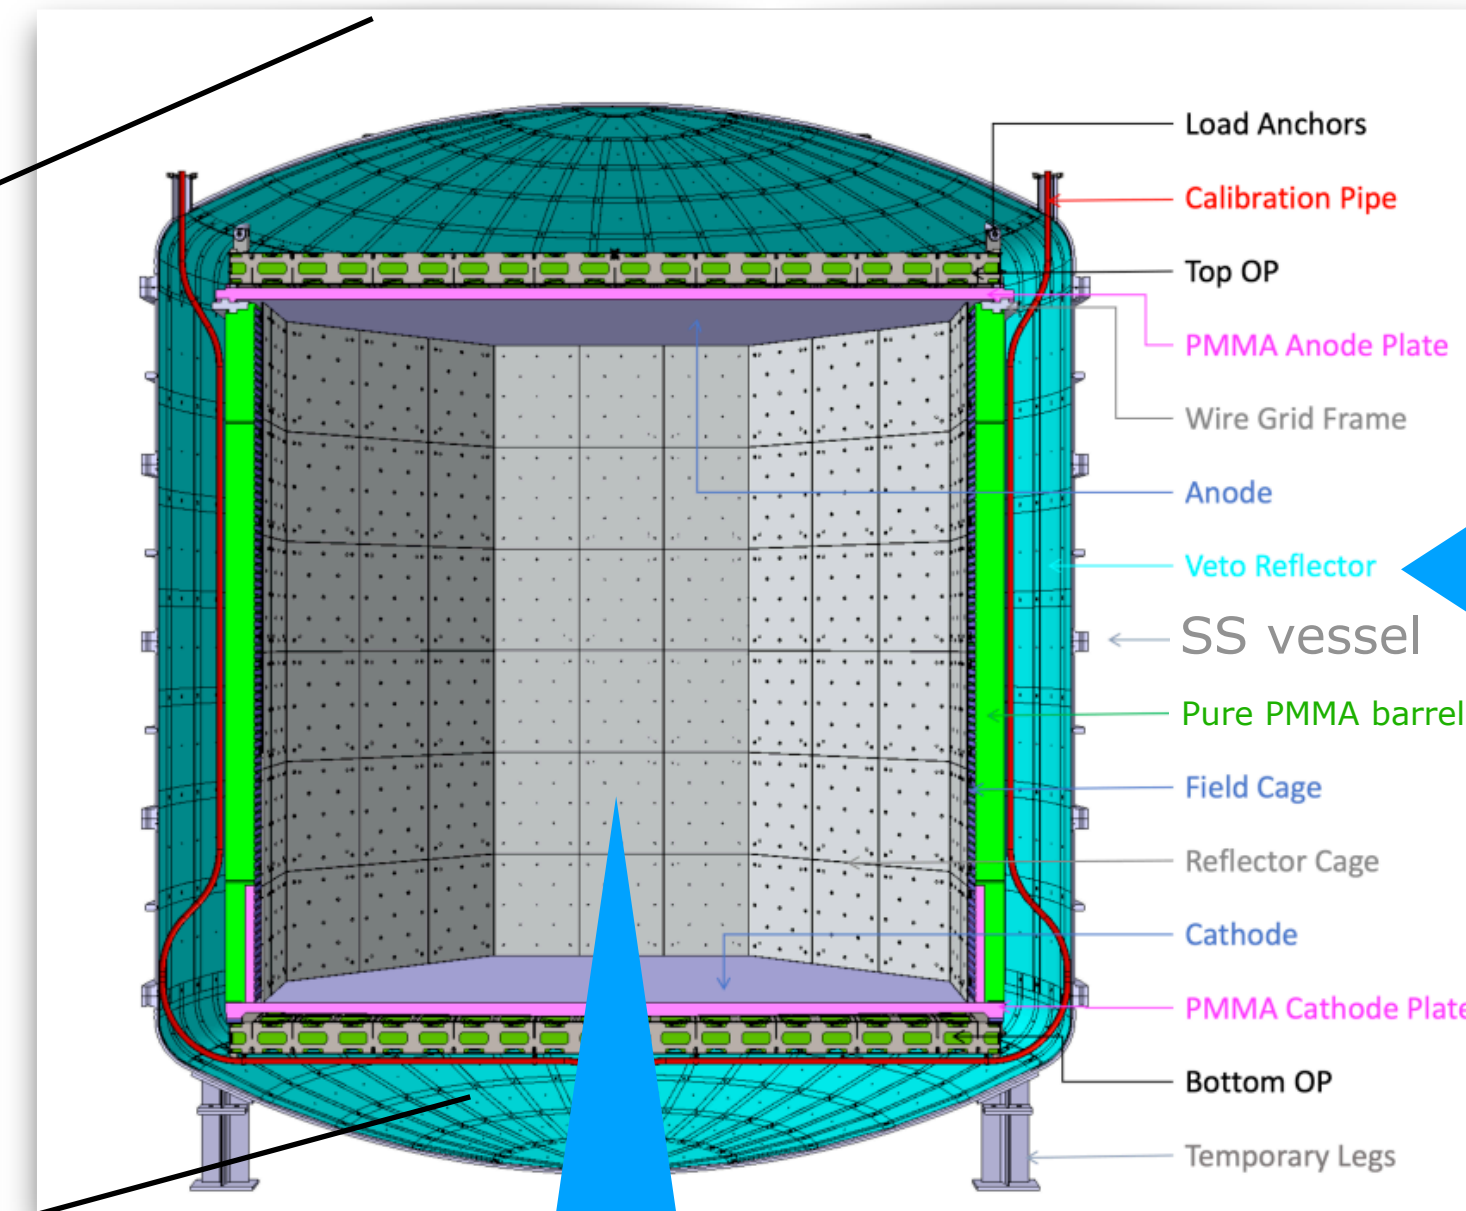 Load Anchors
Calibration Pipe
Top OP
PMMA Anode Plate
Wire Grid Frame
Anode
Veto Reflector
SS vessel
Pure PMMA barrel
Field Cage
Reflector Cage
Cathode
PMMA Cathode Plate
Bottom OP
Temporary Legs